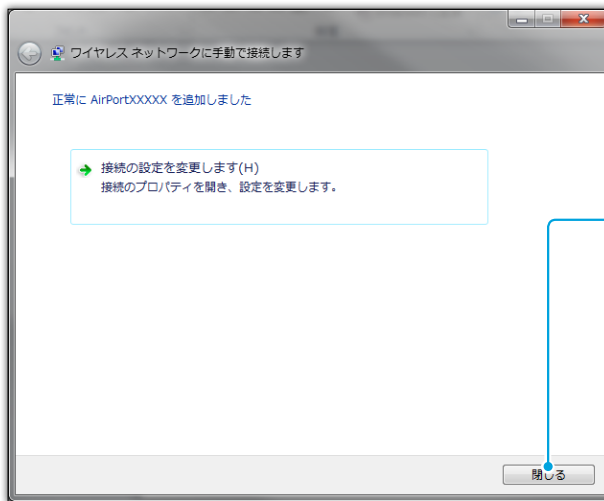 ワイヤレス ネットワークに手動で接続します
正常に AirPortXXXXX を追加しました
接続の設定を変更します(H)
接続のプロパティを開き、設定を変更します。
閉じる